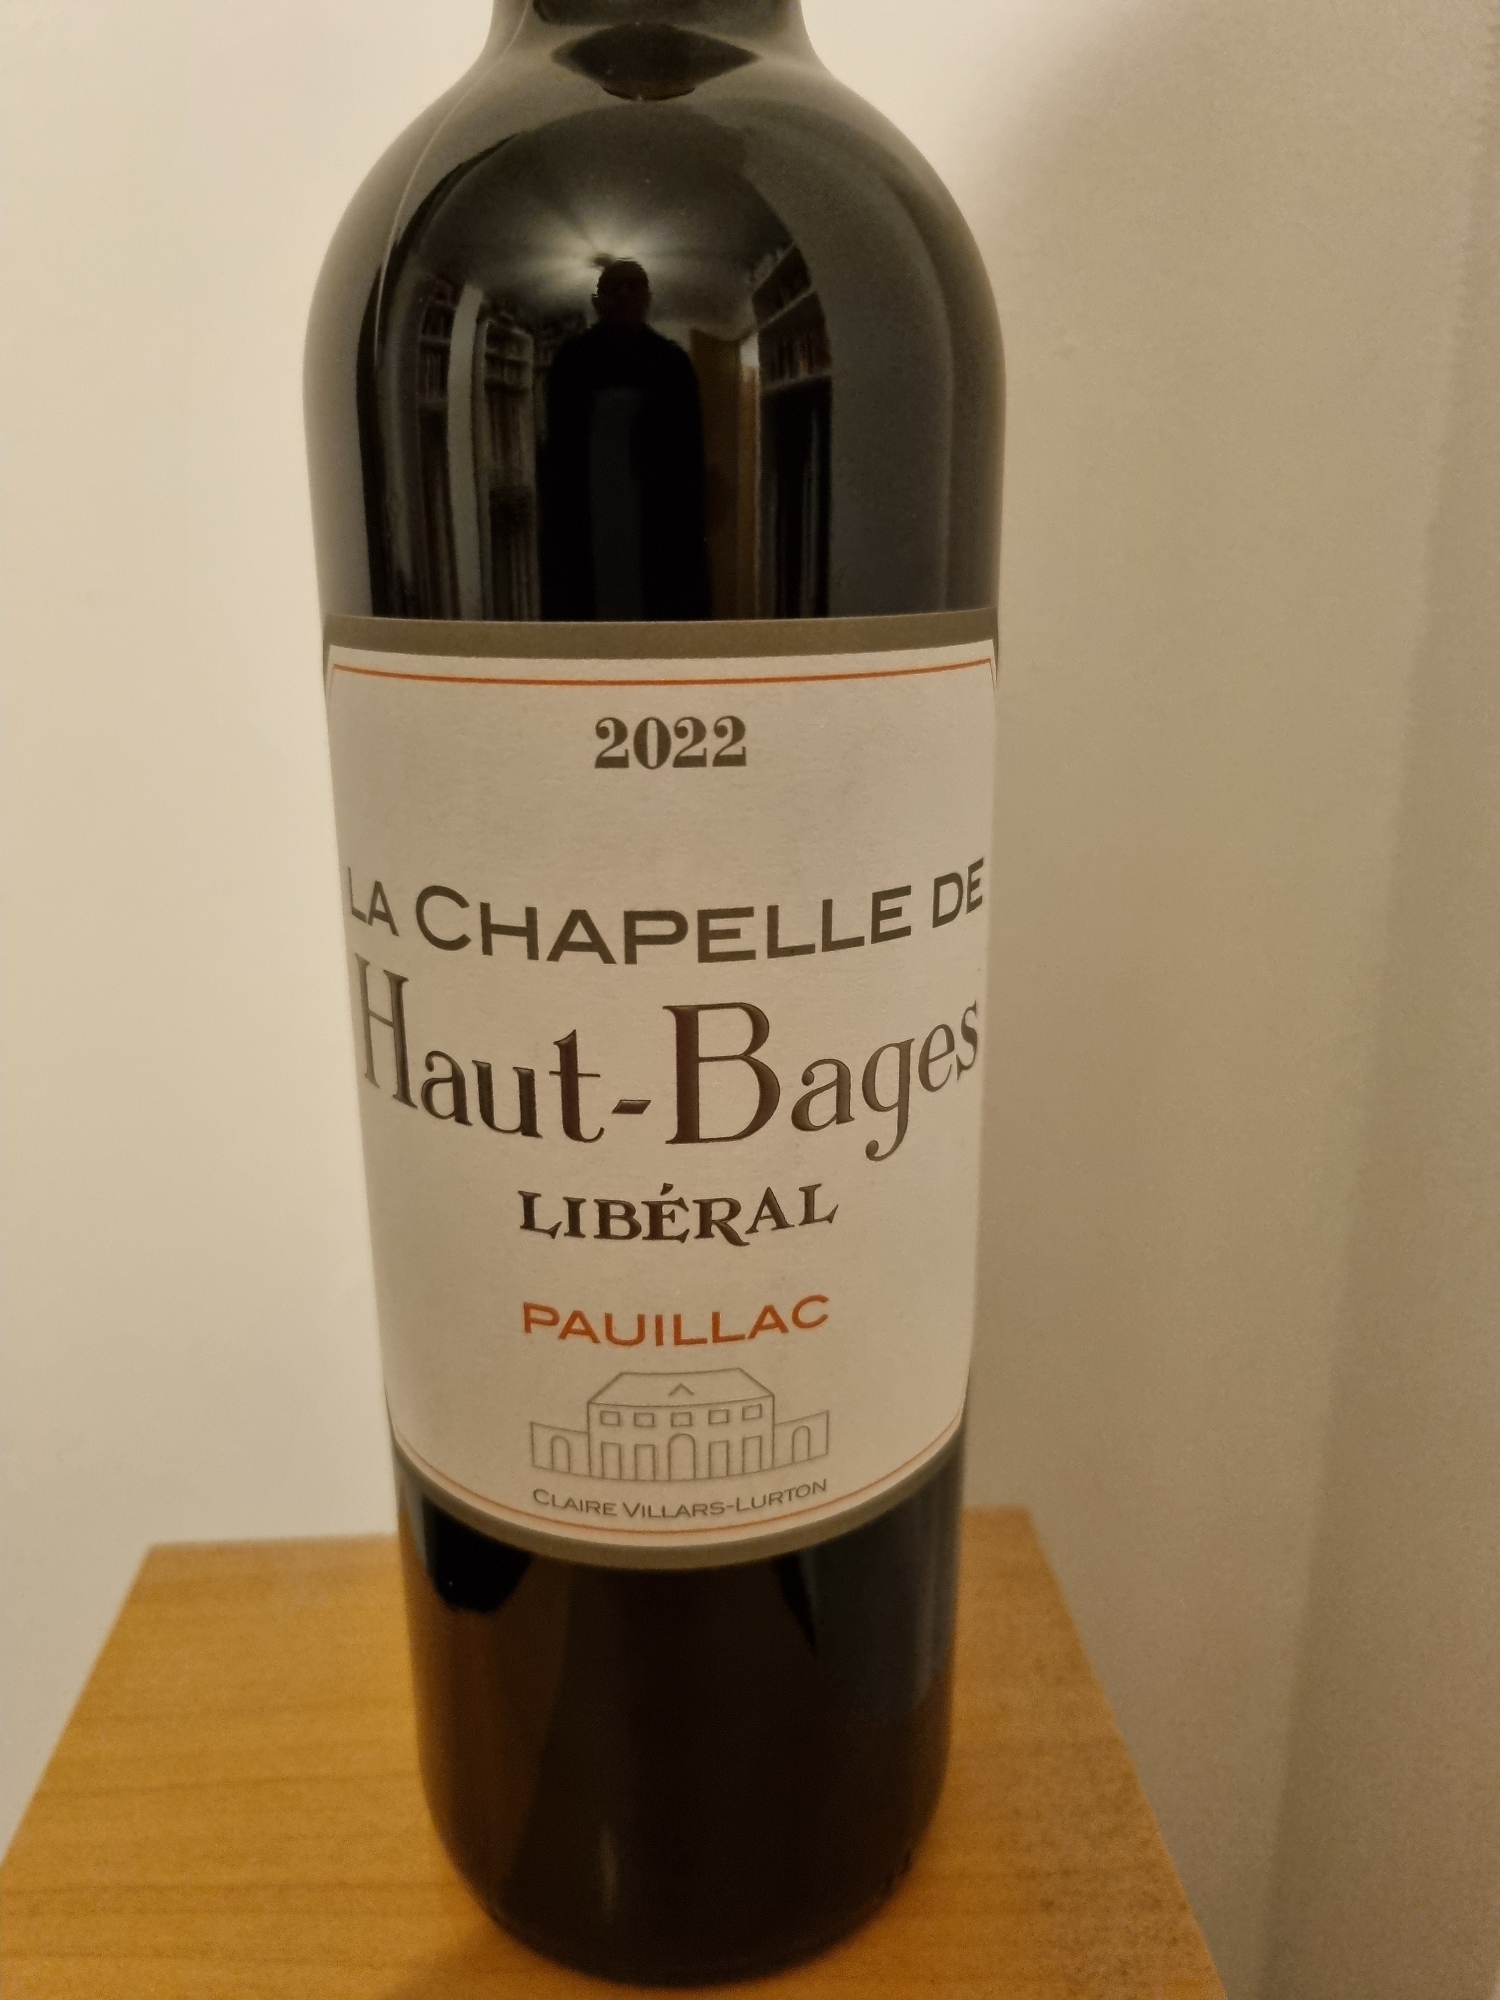 2022
LA CHAPELLE DE
Haut-Bages
LIBÉRAL
PAUILLAC
CLAIRE VILLARS-LURTON